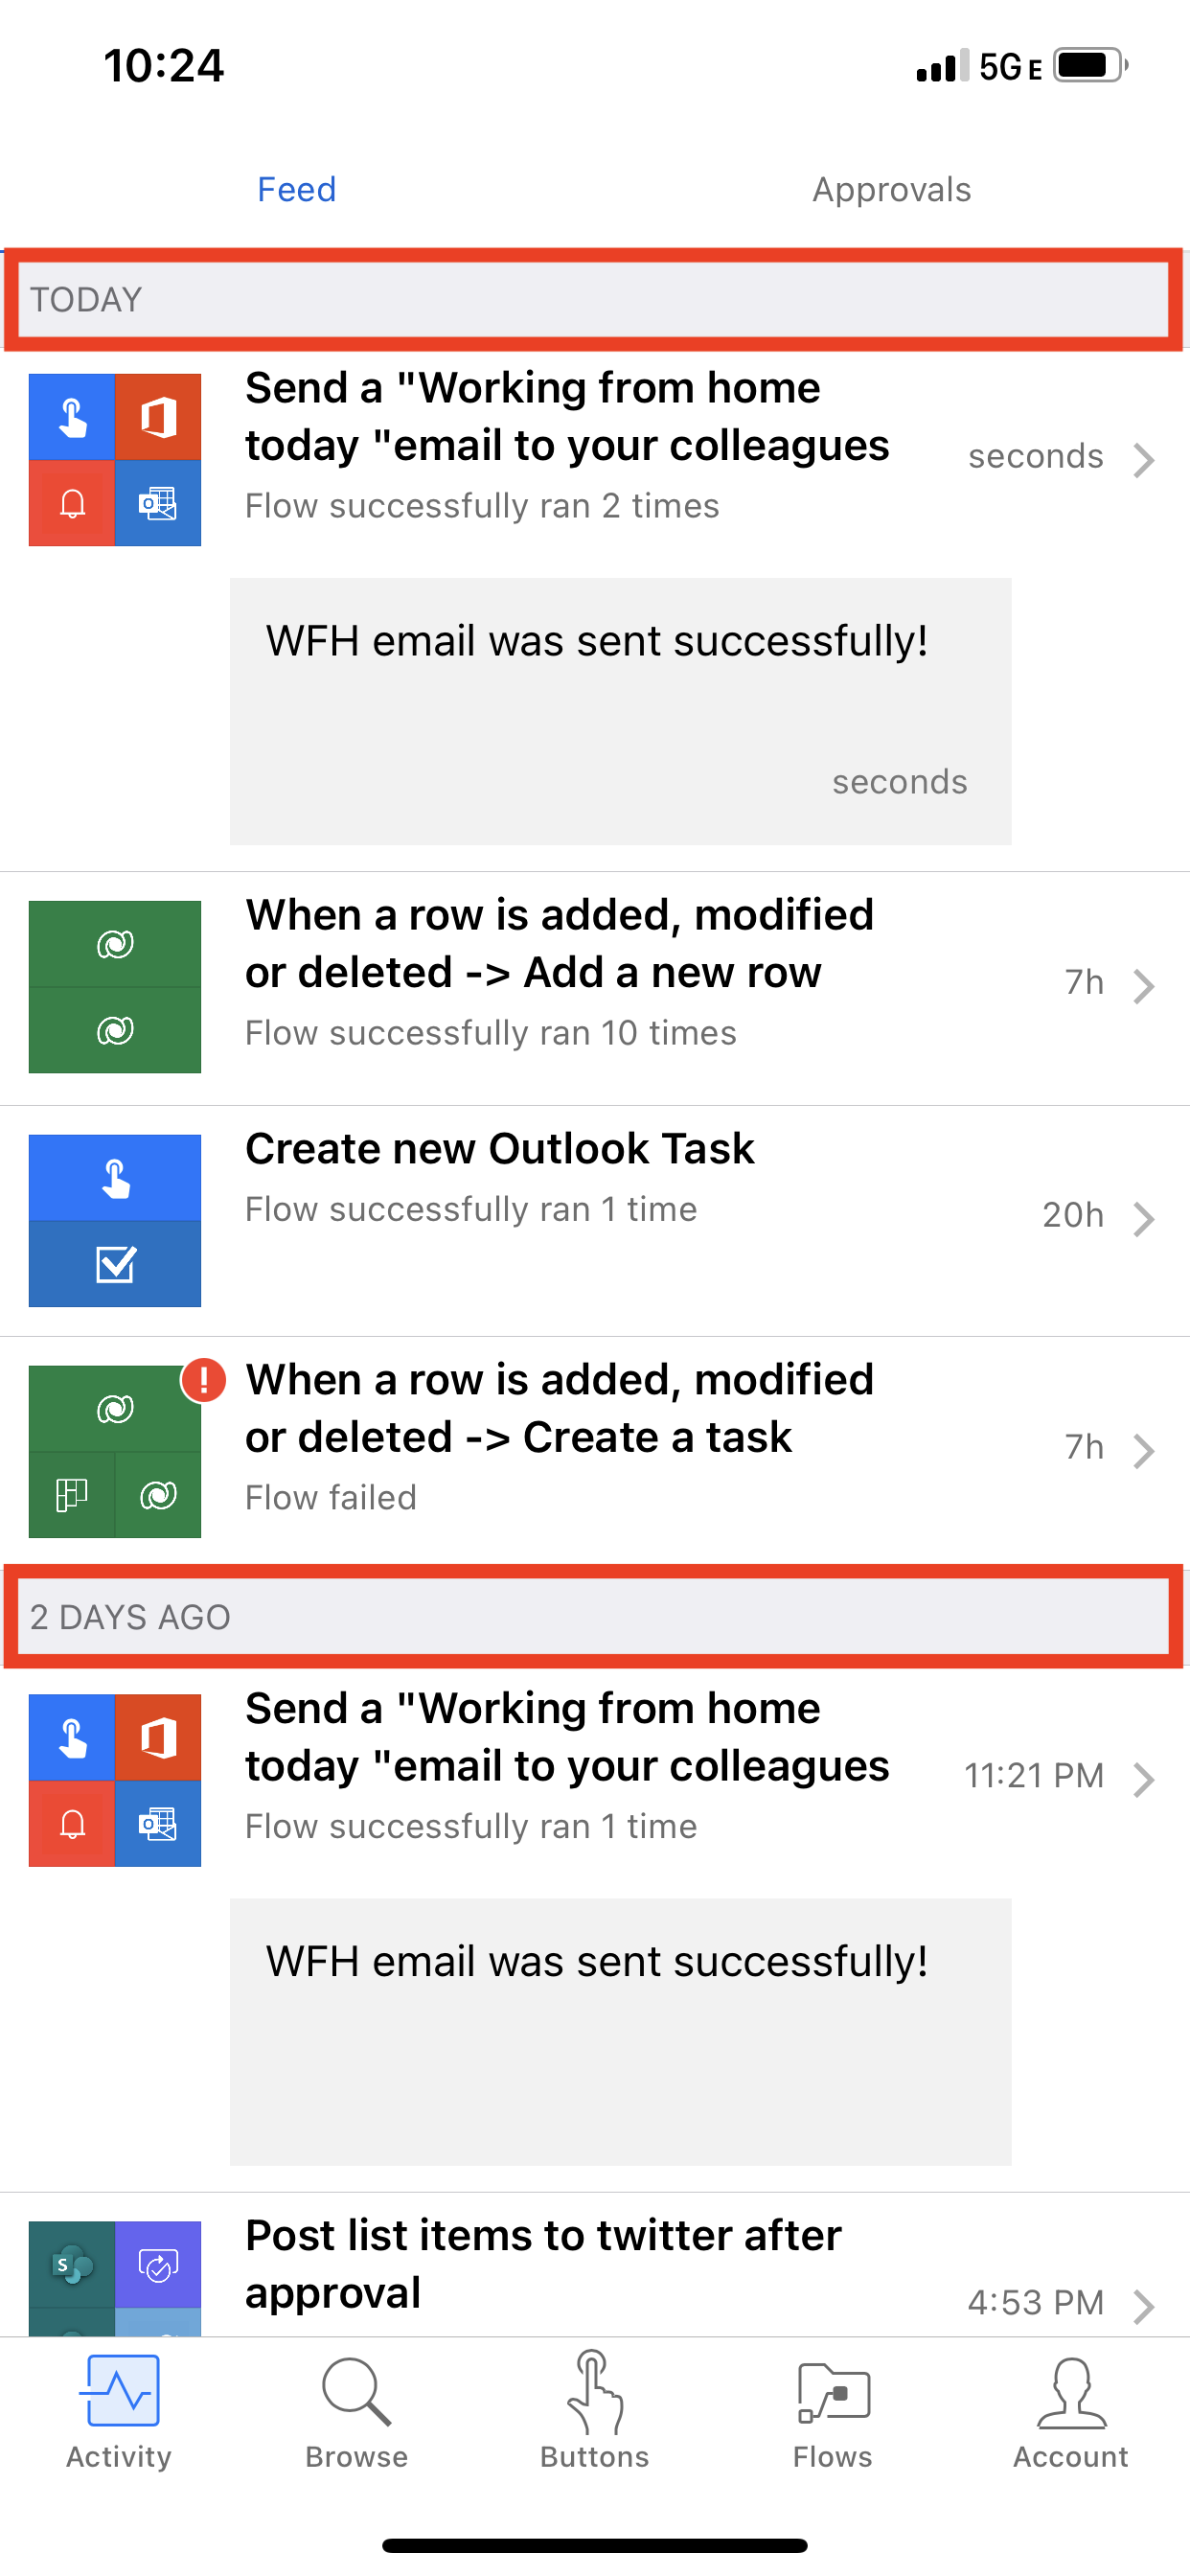 10:24
5G E
Feed
Approvals
TODAY
Send a "Working from home
today "email to your colleagues
seconds
Flow successfully ran 2 times
WFH email was sent successfully!
seconds
When a row is added, modified
or deleted -> Add a new row
7h
Flow successfully ran 10 times
Create new Outlook Task
Flow successfully ran 1 time
20h
When a row is added, modified
or deleted -> Create a task
7h
Flow failed
2 DAYS AGO
Send a "Working from home
today "email to your colleagues
11:21 PM
Flow successfully ran 1 time
WFH email was sent successfully!
Post list items to twitter after
approval
4:53 PM
Activity
Browse
Buttons
Flows
Account